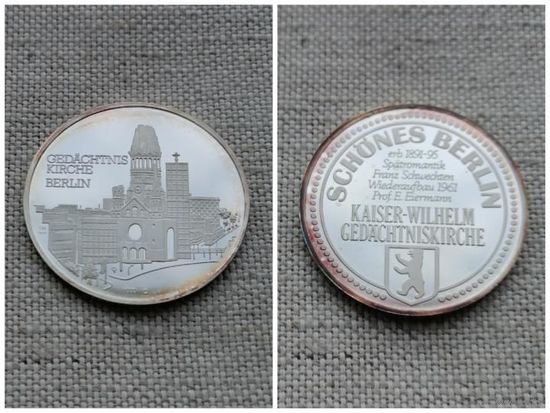 GEDÄCHTNIS
KIRCHE
BERLIN
SCHÖNES BERLIN
erb 1891-95
Spätromantik
Franz Schwechten
Wiederaufbau 1961
Prof. E. Eiermann
KAISER-WILHELM
GEDÄCHTNISKIRCHE